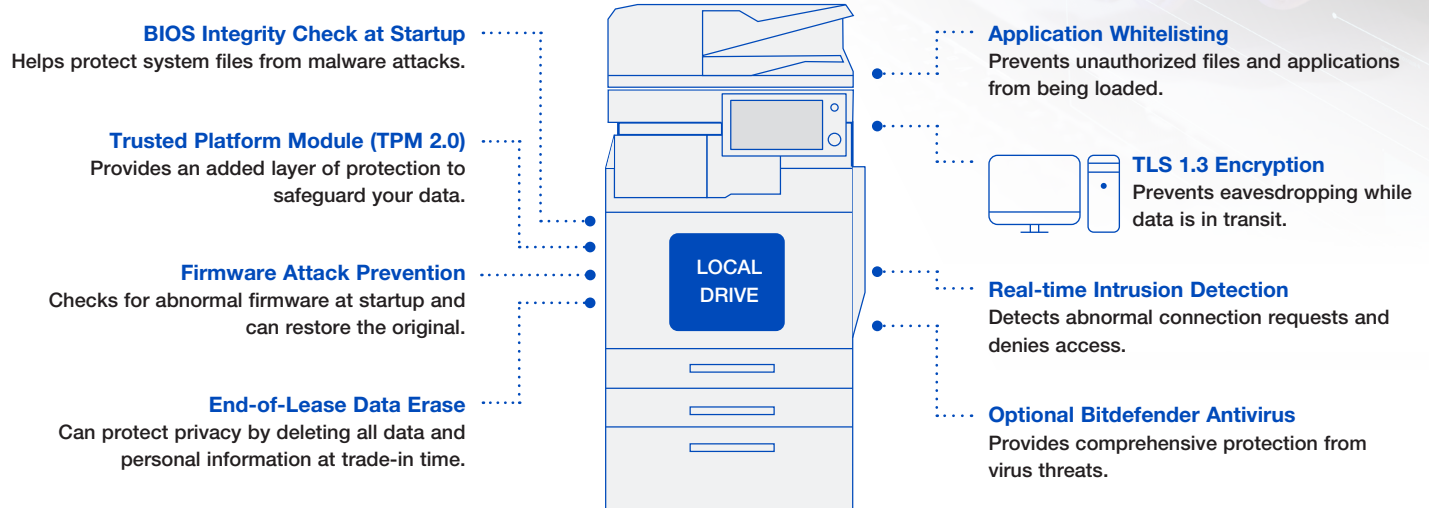 BIOS Integrity Check at Startup
Helps protect system files from malware attacks.
Trusted Platform Module (TPM 2.0)
Provides an added layer of protection to
safeguard your data.
Firmware Attack Prevention
Checks for abnormal firmware at startup and
can restore the original.
End-of-Lease Data Erase
Can protect privacy by deleting all data and
personal information at trade-in time.
LOCAL
DRIVE
Application Whitelisting
Prevents unauthorized files and applications
from being loaded.
TLS 1.3 Encryption
Prevents eavesdropping while
data is in transit.
Real-time Intrusion Detection
Detects abnormal connection requests and
denies access.
Optional Bitdefender Antivirus
Provides comprehensive protection from
virus threats.